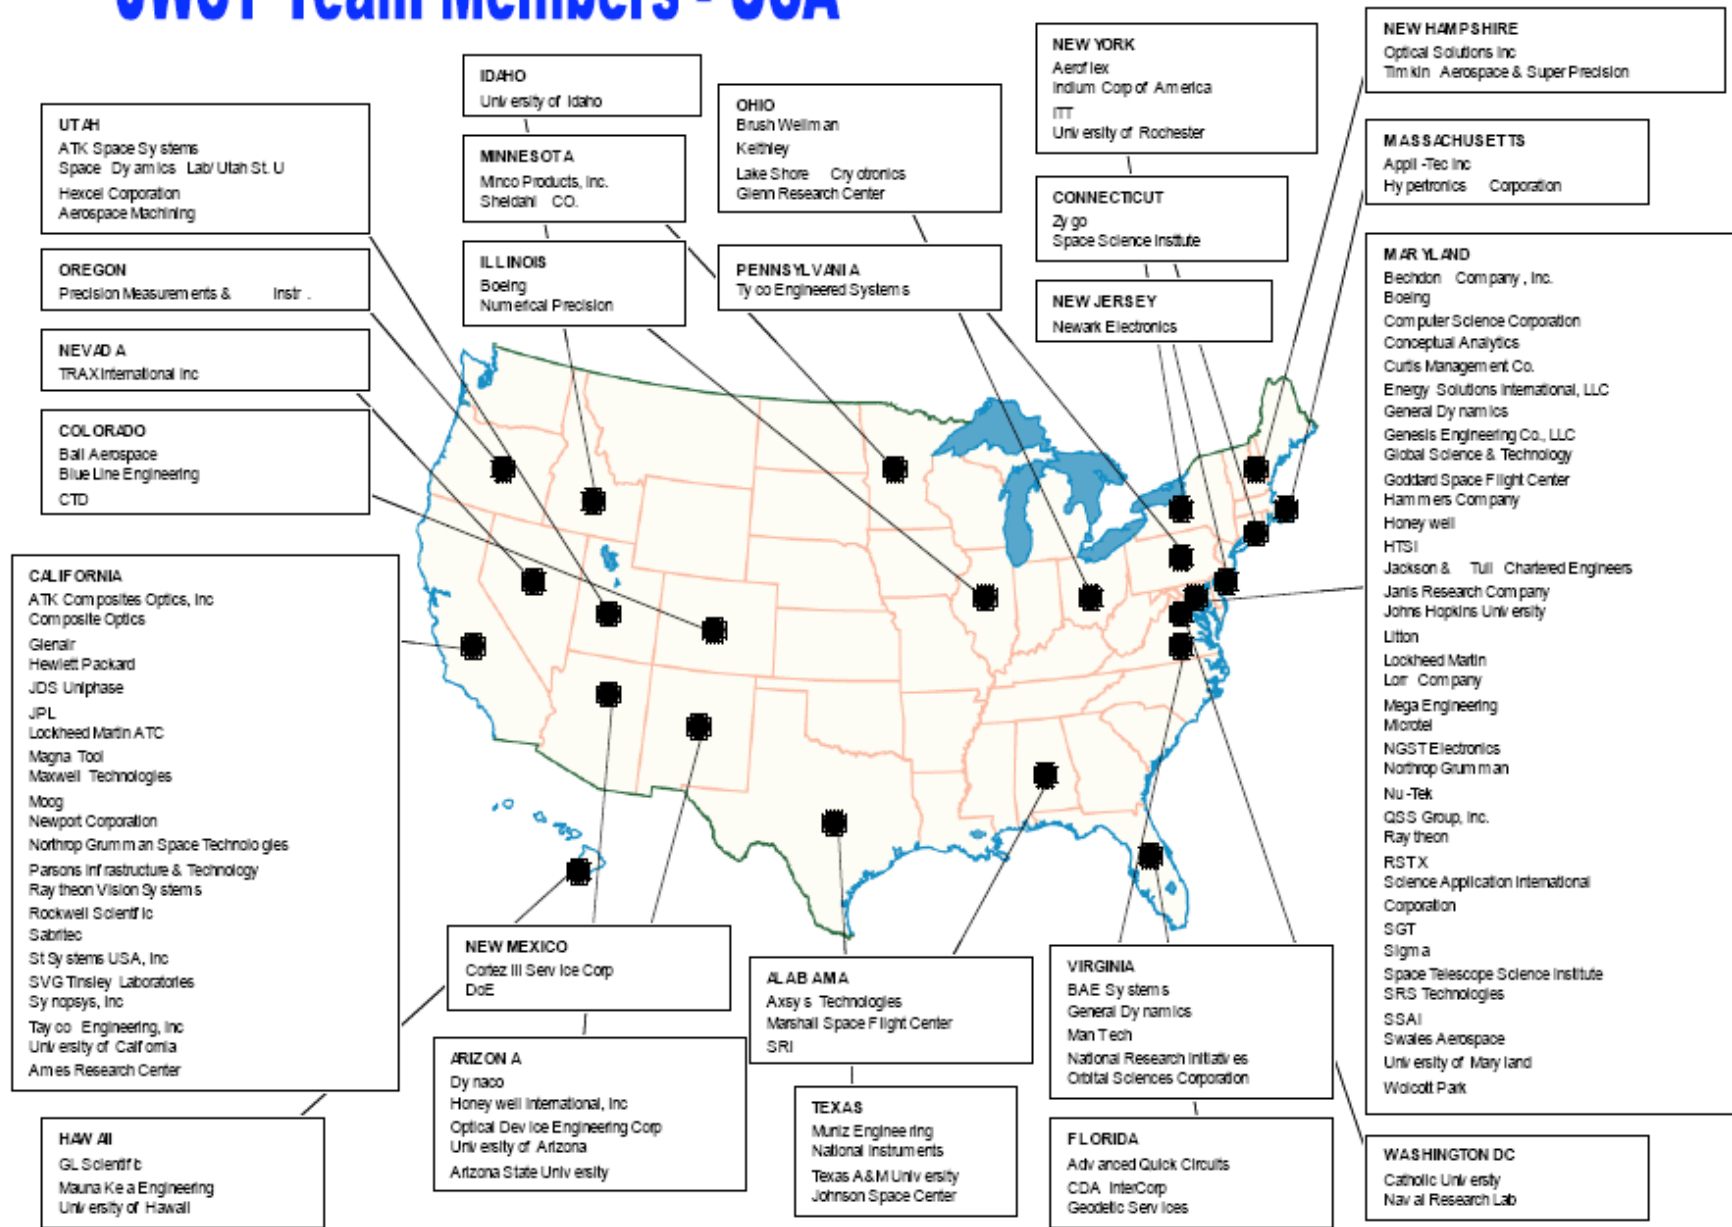 JWST Team Members - USA
UTAH
ATK Space Systems
Space Dyamics Lab/ Utah St. U
Hexcel Corporation
Aerospace Machining
OREGON
Precision Measurements & Instr.
NEVADA
TRAX International Inc
COLORADO
Ball Aerospace
Blue Line Engineering
CTD
CALIFORNIA
ATK Composites Optics, Inc
Composite Optics
Glenair
Hewlett Packard
JDS Uniphase
JPL
Lockheed Martin ATC
Magna Tool
Maxwell Technologies
Moog
Newport Corporation
Northrop Grumman Space Technologies
Parsons Infrastructure & Technology
Raytheon Vision Systems
Rockwell Scientific
Sabritec
St Systems USA, Inc
SVG Tinsley Laboratories
Synopsys, Inc
Tayco Engineering, Inc
University of California
Ames Research Center
HAWAII
GL Scientific
Mauna Kea Engineering
University of Hawaii
IDAHO
University of Idaho
MINNESOTA
Minco Products, Inc.
Sheldahl CO.
ILLINOIS
Boeing
Numerical Precision
OHIO
Brush Wellman
Keithley
Lake Shore Cryotronics
Glenn Research Center
PENNSYLVANIA
Tyco Engineered Systems
NEW YORK
Aeroflex
Indium Corp of America
ITT
University of Rochester
CONNECTICUT
Zygo
Space Science Institute
NEW JERSEY
Newark Electronics
NEW HAMPSHIRE
Optical Solutions Inc
Timkin Aerospace & Super Precision
MASSACHUSETTS
Appli-Tec Inc
Hypertronics Corporation
MARYLAND
Bechdon Company, Inc.
Boeing
Computer Science Corporation
Conceptual Analytics
Curtis Management Co.
Energy Solutions International, LLC
General Dynamics
Genesis Engineering Co., LLC
Global Science & Technology
Goddard Space Flight Center
Hammers Company
Honeywell
HTSI
Jackson & Tull Chartered Engineers
Janis Research Company
Johns Hopkins University
Litton
Lockheed Martin
Lorr Company
Mega Engineering
Microtel
NGST Electronics
Northrop Grumman
Nu-Tek
QSS Group, Inc.
Raytheon
RSTX
Science Application International
Corporation
SGT
Sigma
Space Telescope Science Institute
SRS Technologies
SSAI
Swales Aerospace
University of Maryland
Wolcott Park
NEW MEXICO
Cortez III Service Corp
DoE
ARIZONA
Dynaco
Honeywell International, Inc
Optical Device Engineering Corp
University of Arizona
Arizona State University
ALABAMA
Axsys Technologies
Marshall Space Flight Center
SRI
TEXAS
Muniz Engineering
National Instruments
Texas A&M University
Johnson Space Center
VIRGINIA
BAE Systems
General Dynamics
ManTech
National Research Initiatives
Orbital Sciences Corporation
FLORIDA
Advanced Quick Circuits
CDA InterCorp
Geodetic Services
WASHINGTON DC
Catholic University
Naval Research Lab